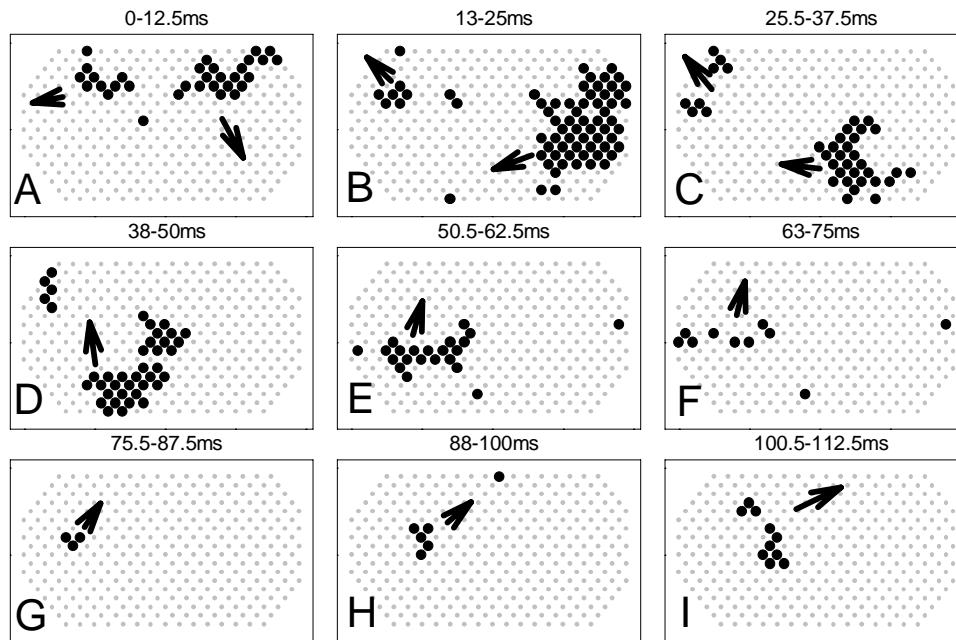 0-12.5ms
13-25ms
25.5-37.5ms
A
B
C
38-50ms
50.5-62.5ms
63-75ms
D
E
F
75.5-87.5ms
88-100ms
100.5-112.5ms
G
H
I